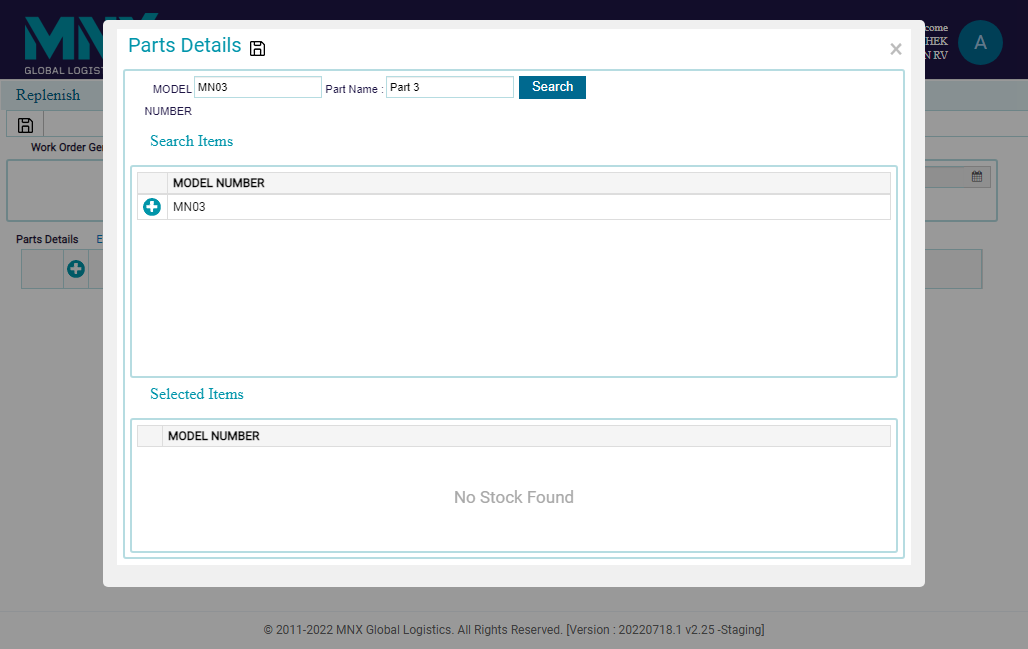 MNX
GLOBAL LOGIST
come
HEK
N RV
A
Parts Details
×
Replenish
MODEL NUMBER
MN03
Part Name :
Part 3
Search
Work Order Ge
Search Items
MODEL NUMBER
MN03
Parts Details
E
Selected Items
MODEL NUMBER
No Stock Found
© 2011-2022 MNX Global Logistics. All Rights Reserved. [Version : 20220718.1 v2.25 -Staging]